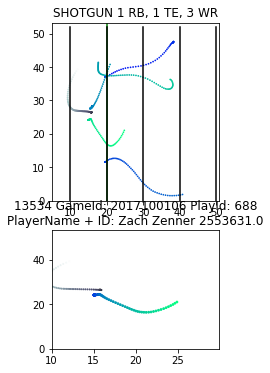 SHOTGUN 1 RB, 1 TE, 3 WR
50
40
30
20
10
0
10 20 30 40 50
13534 GameId: 2017100106 PlayId: 688
PlayerName + ID: Zach Zenner 2553631.0
40
20
0
10 15 20 25